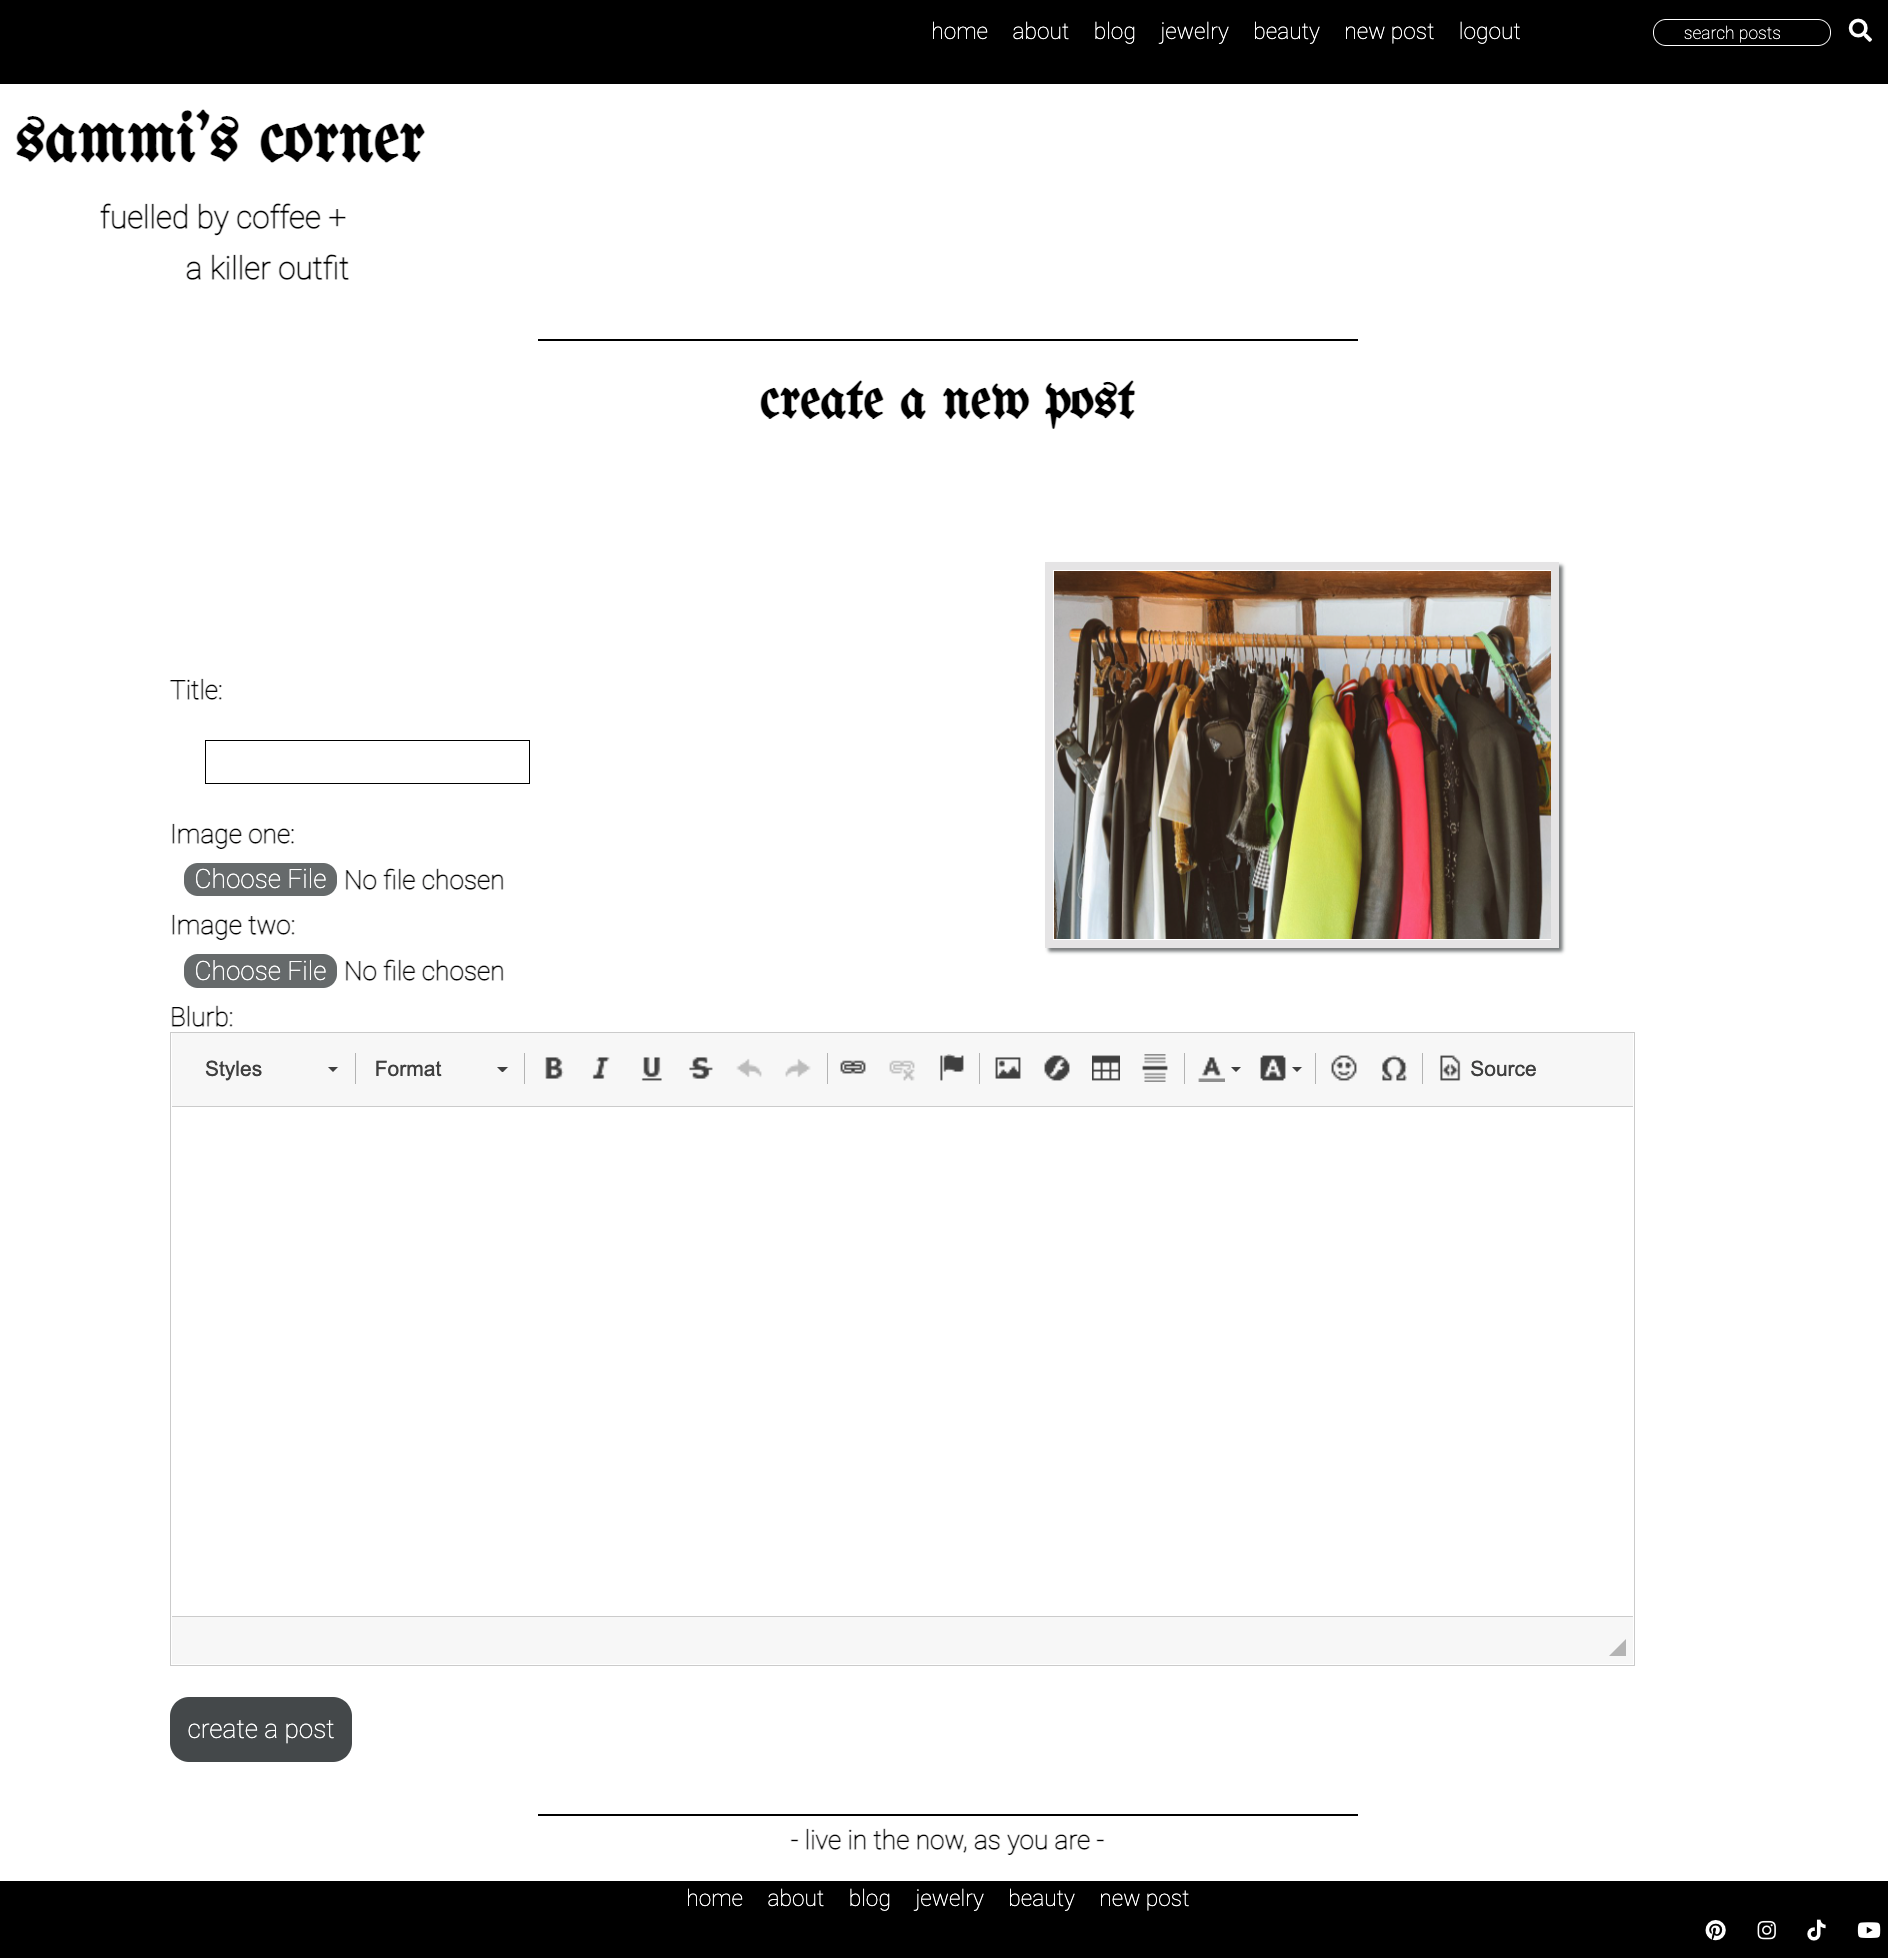 home about blog jewelry beauty new post logout search posts
sammi's corner
fuelled by coffee +
a killer outfit
create a new post
Title:
Image one:
Choose File No file chosen
Image two:
Choose File No file chosen
Blurb:
Styles Format B I U S A A Ω Source
create a post
- live in the now, as you are -
home about blog jewelry beauty new post